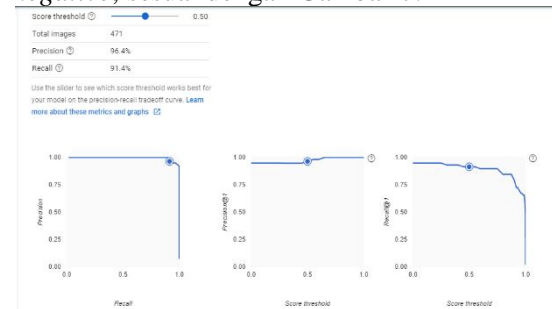 Score threshold 0.50
Total images 471
Precision 96.4%
Recall 91.4%
Use the slider to see which score threshold works best for
your model on the precision-recall tradeoff curve. Learn
more about these metrics and graphs
1.00
0.75
0.50
0.25
0.00
0.0 0.5 1.0
Precision
Recall
1.00
0.75
0.50
0.25
0.00
0.0 0.5 1.0
Precision@1
Score threshold
1.00
0.75
0.50
0.25
0.00
0.0 0.5 1.0
Recall@1
Score threshold